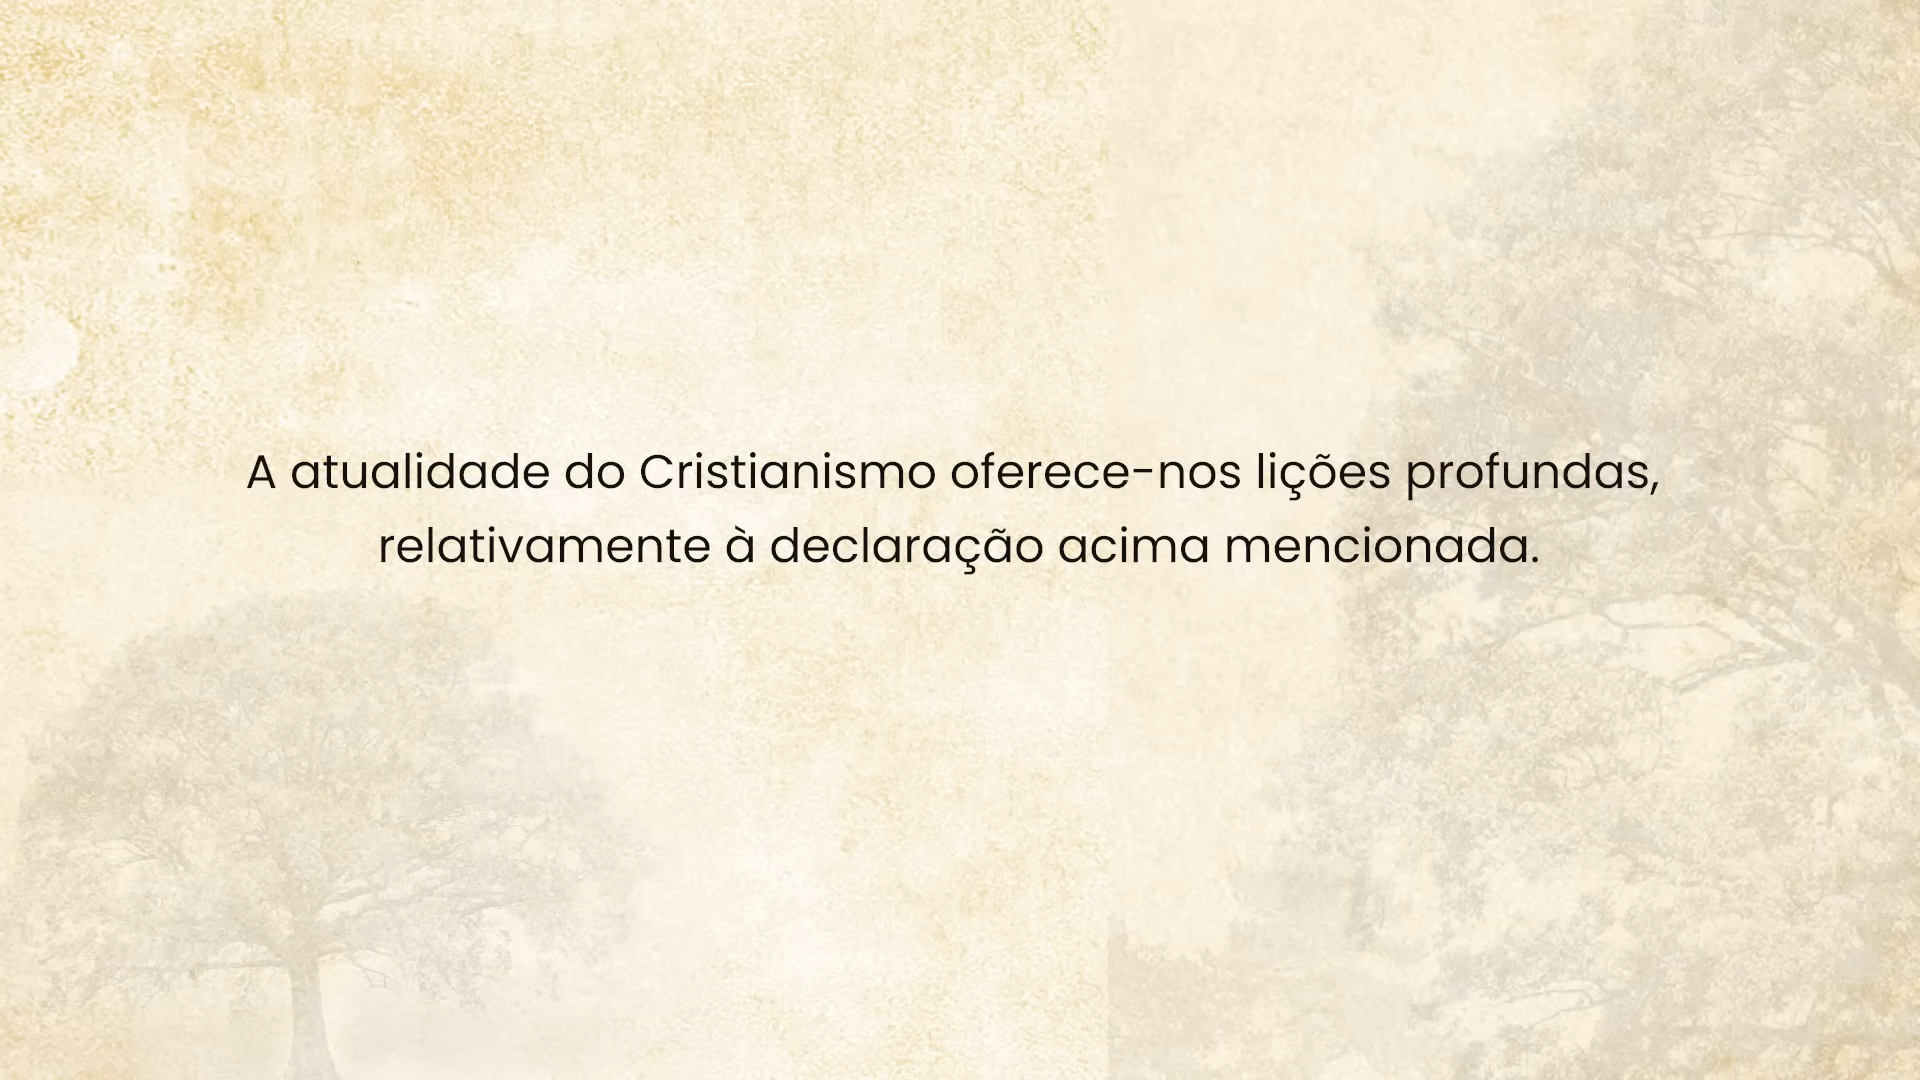 A atualidade do Cristianismo oferece-nos lições profundas,
relativamente à declaração acima mencionada.